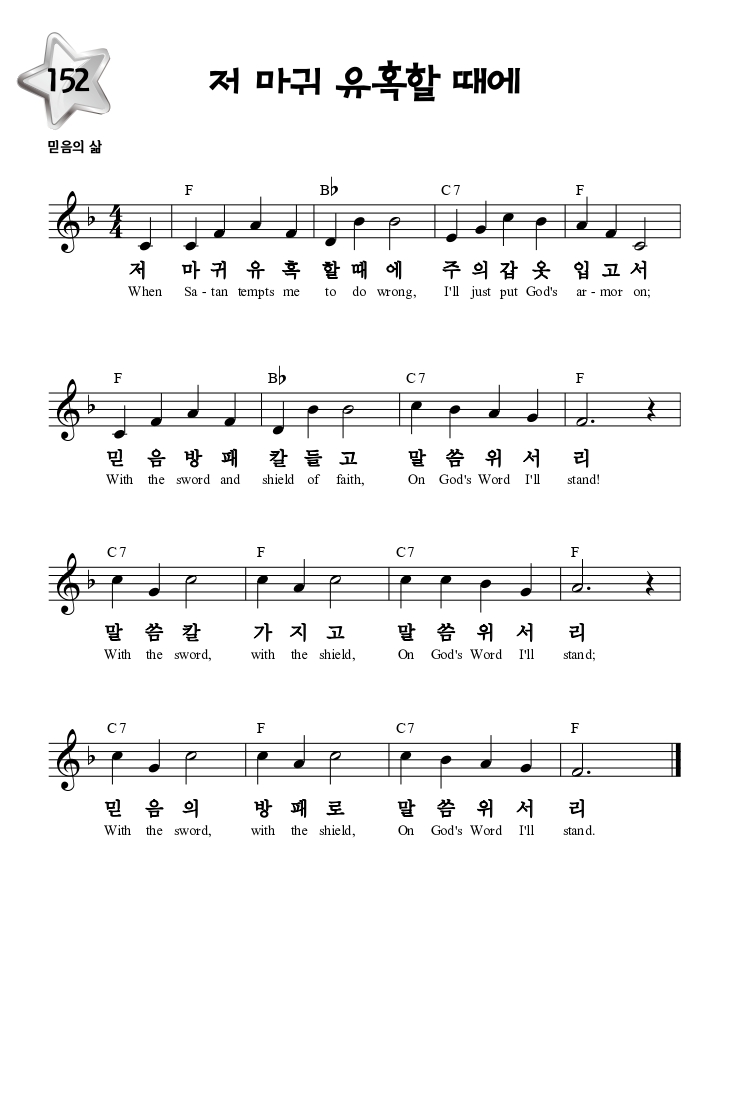 152
저 마귀 유혹할 때에
믿음의 삶
F B♭ C7 F
저 마 귀 유 혹 할 때 에 주 의 갑 옷 입 고 서
When Sa - tan tempts me to do wrong, I'll just put God's ar - mor on;
F B♭ C7 F
믿 음 방 패 칼 들 고 말 씀 위 서 리
With the sword and shield of faith, On God's Word I'll stand!
C7 F C7 F
말 씀 칼 가 지 고 말 씀 위 서 리
With the sword, with the shield, On God's Word I'll stand;
C7 F C7 F
믿 음 의 방 패 로 말 씀 위 서 리
With the sword, with the shield, On God's Word I'll stand.